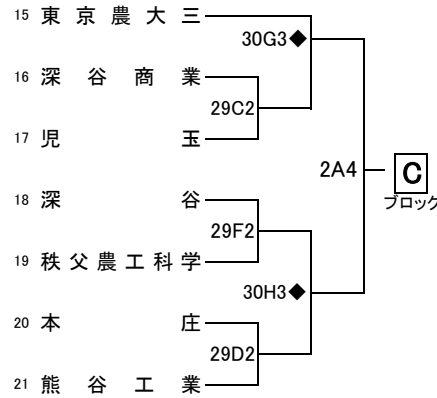 15 東京農大三
30G3◆
16 深谷商業
29C2
17 児玉
2A4
C
ブロック
18 深谷
29F2
19 秩父農工科学
30H3◆
20 本庄
29D2
21 熊谷工業